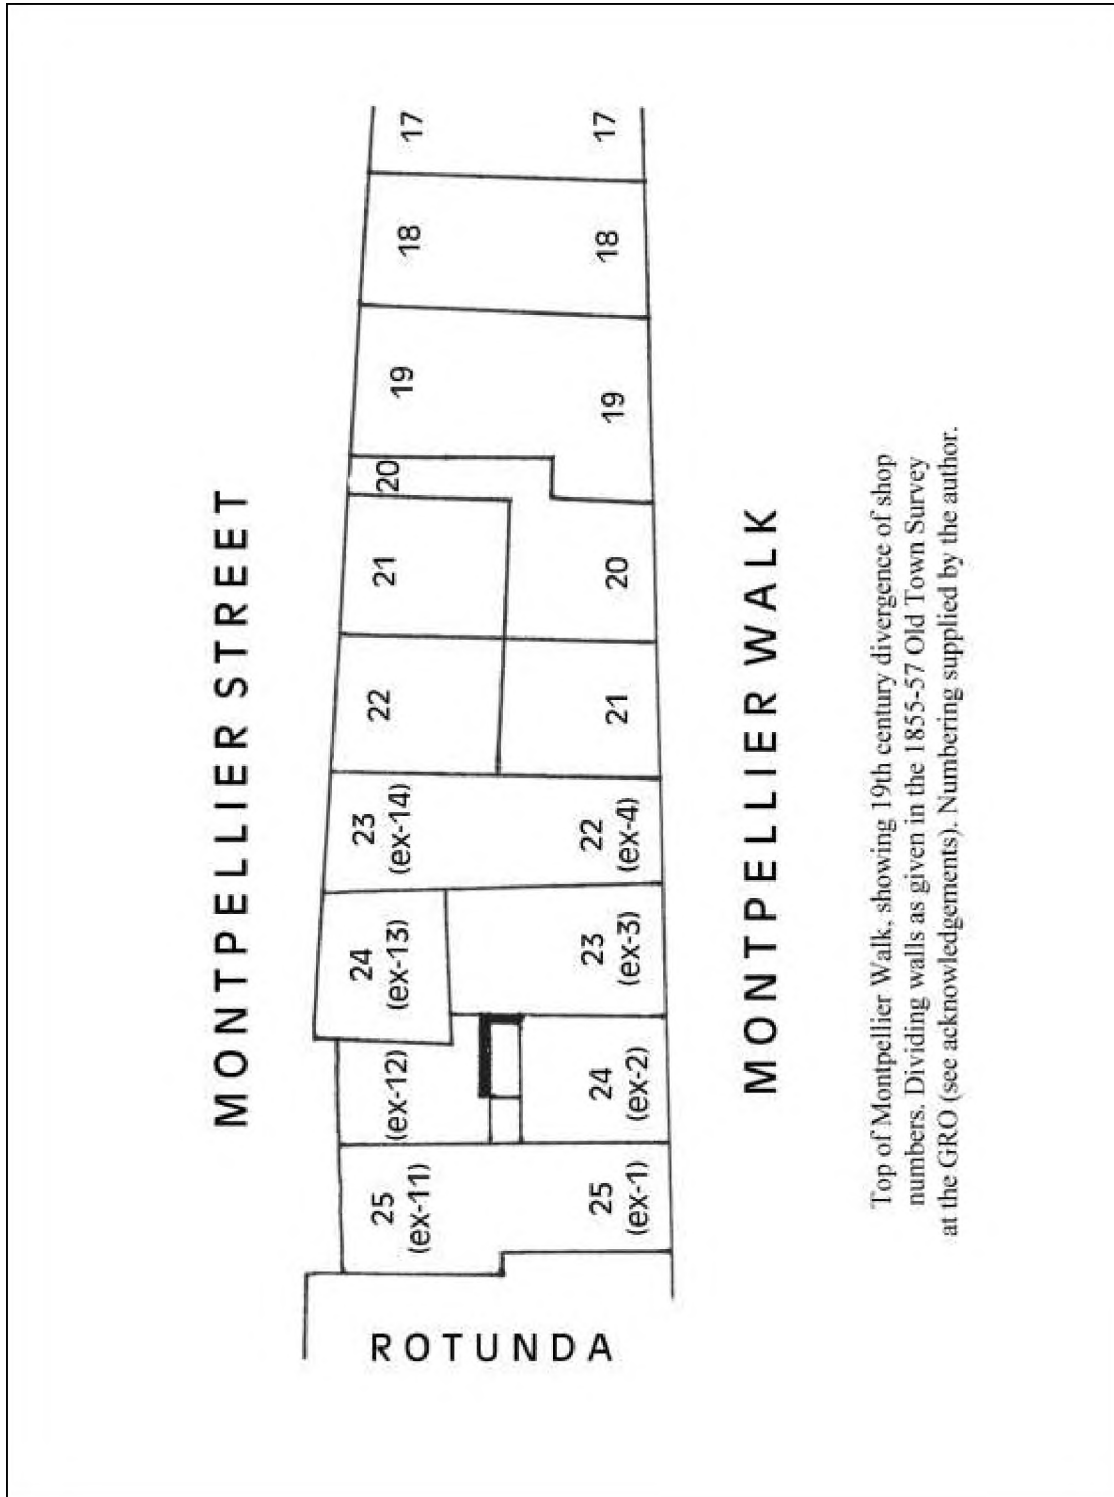 MONTPELLIER STREET
17
18
19
20
21
22
23
(ex-14)
24
(ex-13)
(ex-12)
25
(ex-11)
17
18
19
20
21
22
(ex-4)
23
(ex-3)
24
(ex-2)
25
(ex-1)
ROTUNDA
MONTPELLIER WALK
Top of Montpellier Walk, showing 19th century divergence of shop
numbers. Dividing walls as given in the 1855-57 Old Town Survey
at the GRO (see acknowledgements). Numbering supplied by the author.